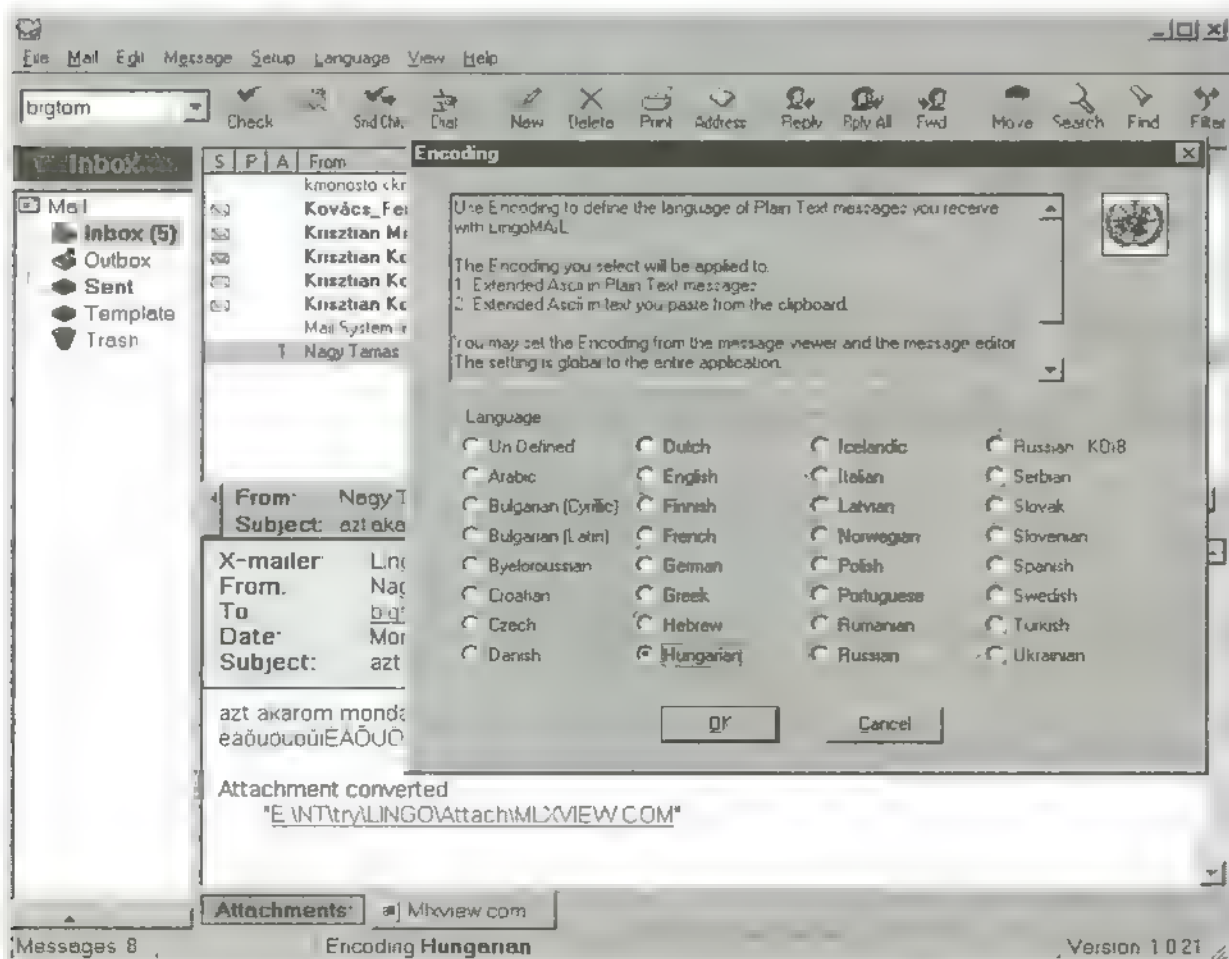 File Mail Edit Message Setup Language View Help
brgtom
Check Snd Chk Chat New Delete Print Address Reply Rply All Fwd Move Search Find Filter
Inbox
S P A From
Mail
Inbox (5)
Outbox
Sent
Template
Trash
kmonosto <kr
Kovács_Fer
Krisztian
Krisztian Ko
Krisztian Ko
Krisztian Ko
Mail System
T Nagy Tamas
From: Nagy T
Subject: azt aka
X-mailer: Ling
From: Nag
To
Date: Mon
Subject: azt
azt akarom monda
Attachment converted
"E:\NT\try\LINGO\Attach\MLXVIEW.COM"
Attachments: Mlxview.com
Messages 8
Encoding Hungarian
Version 1.0.21
Encoding
Use Encoding to define the language of Plain Text messages you receive
with LingoMAIL.
The Encoding you select will be applied to:
1. Extended Ascii in Plain Text messages
2. Extended Ascii in text you paste from the clipboard.
You may set the Encoding from the message viewer and the message editor.
The setting is global to the entire application.
Language
Un Defined Dutch Icelandic Russian KOI8
Arabic English Italian Serbian
Bulgarian (Cyrillic) Finnish Latvian Slovak
Bulgarian (Latin) French Norwegian Slovenian
Byeloroussian German Polish Spanish
Croatian Greek Portuguese Swedish
Czech Hebrew Rumanian Turkish
Danish Hungarian Russian Ukrainian
OK Cancel